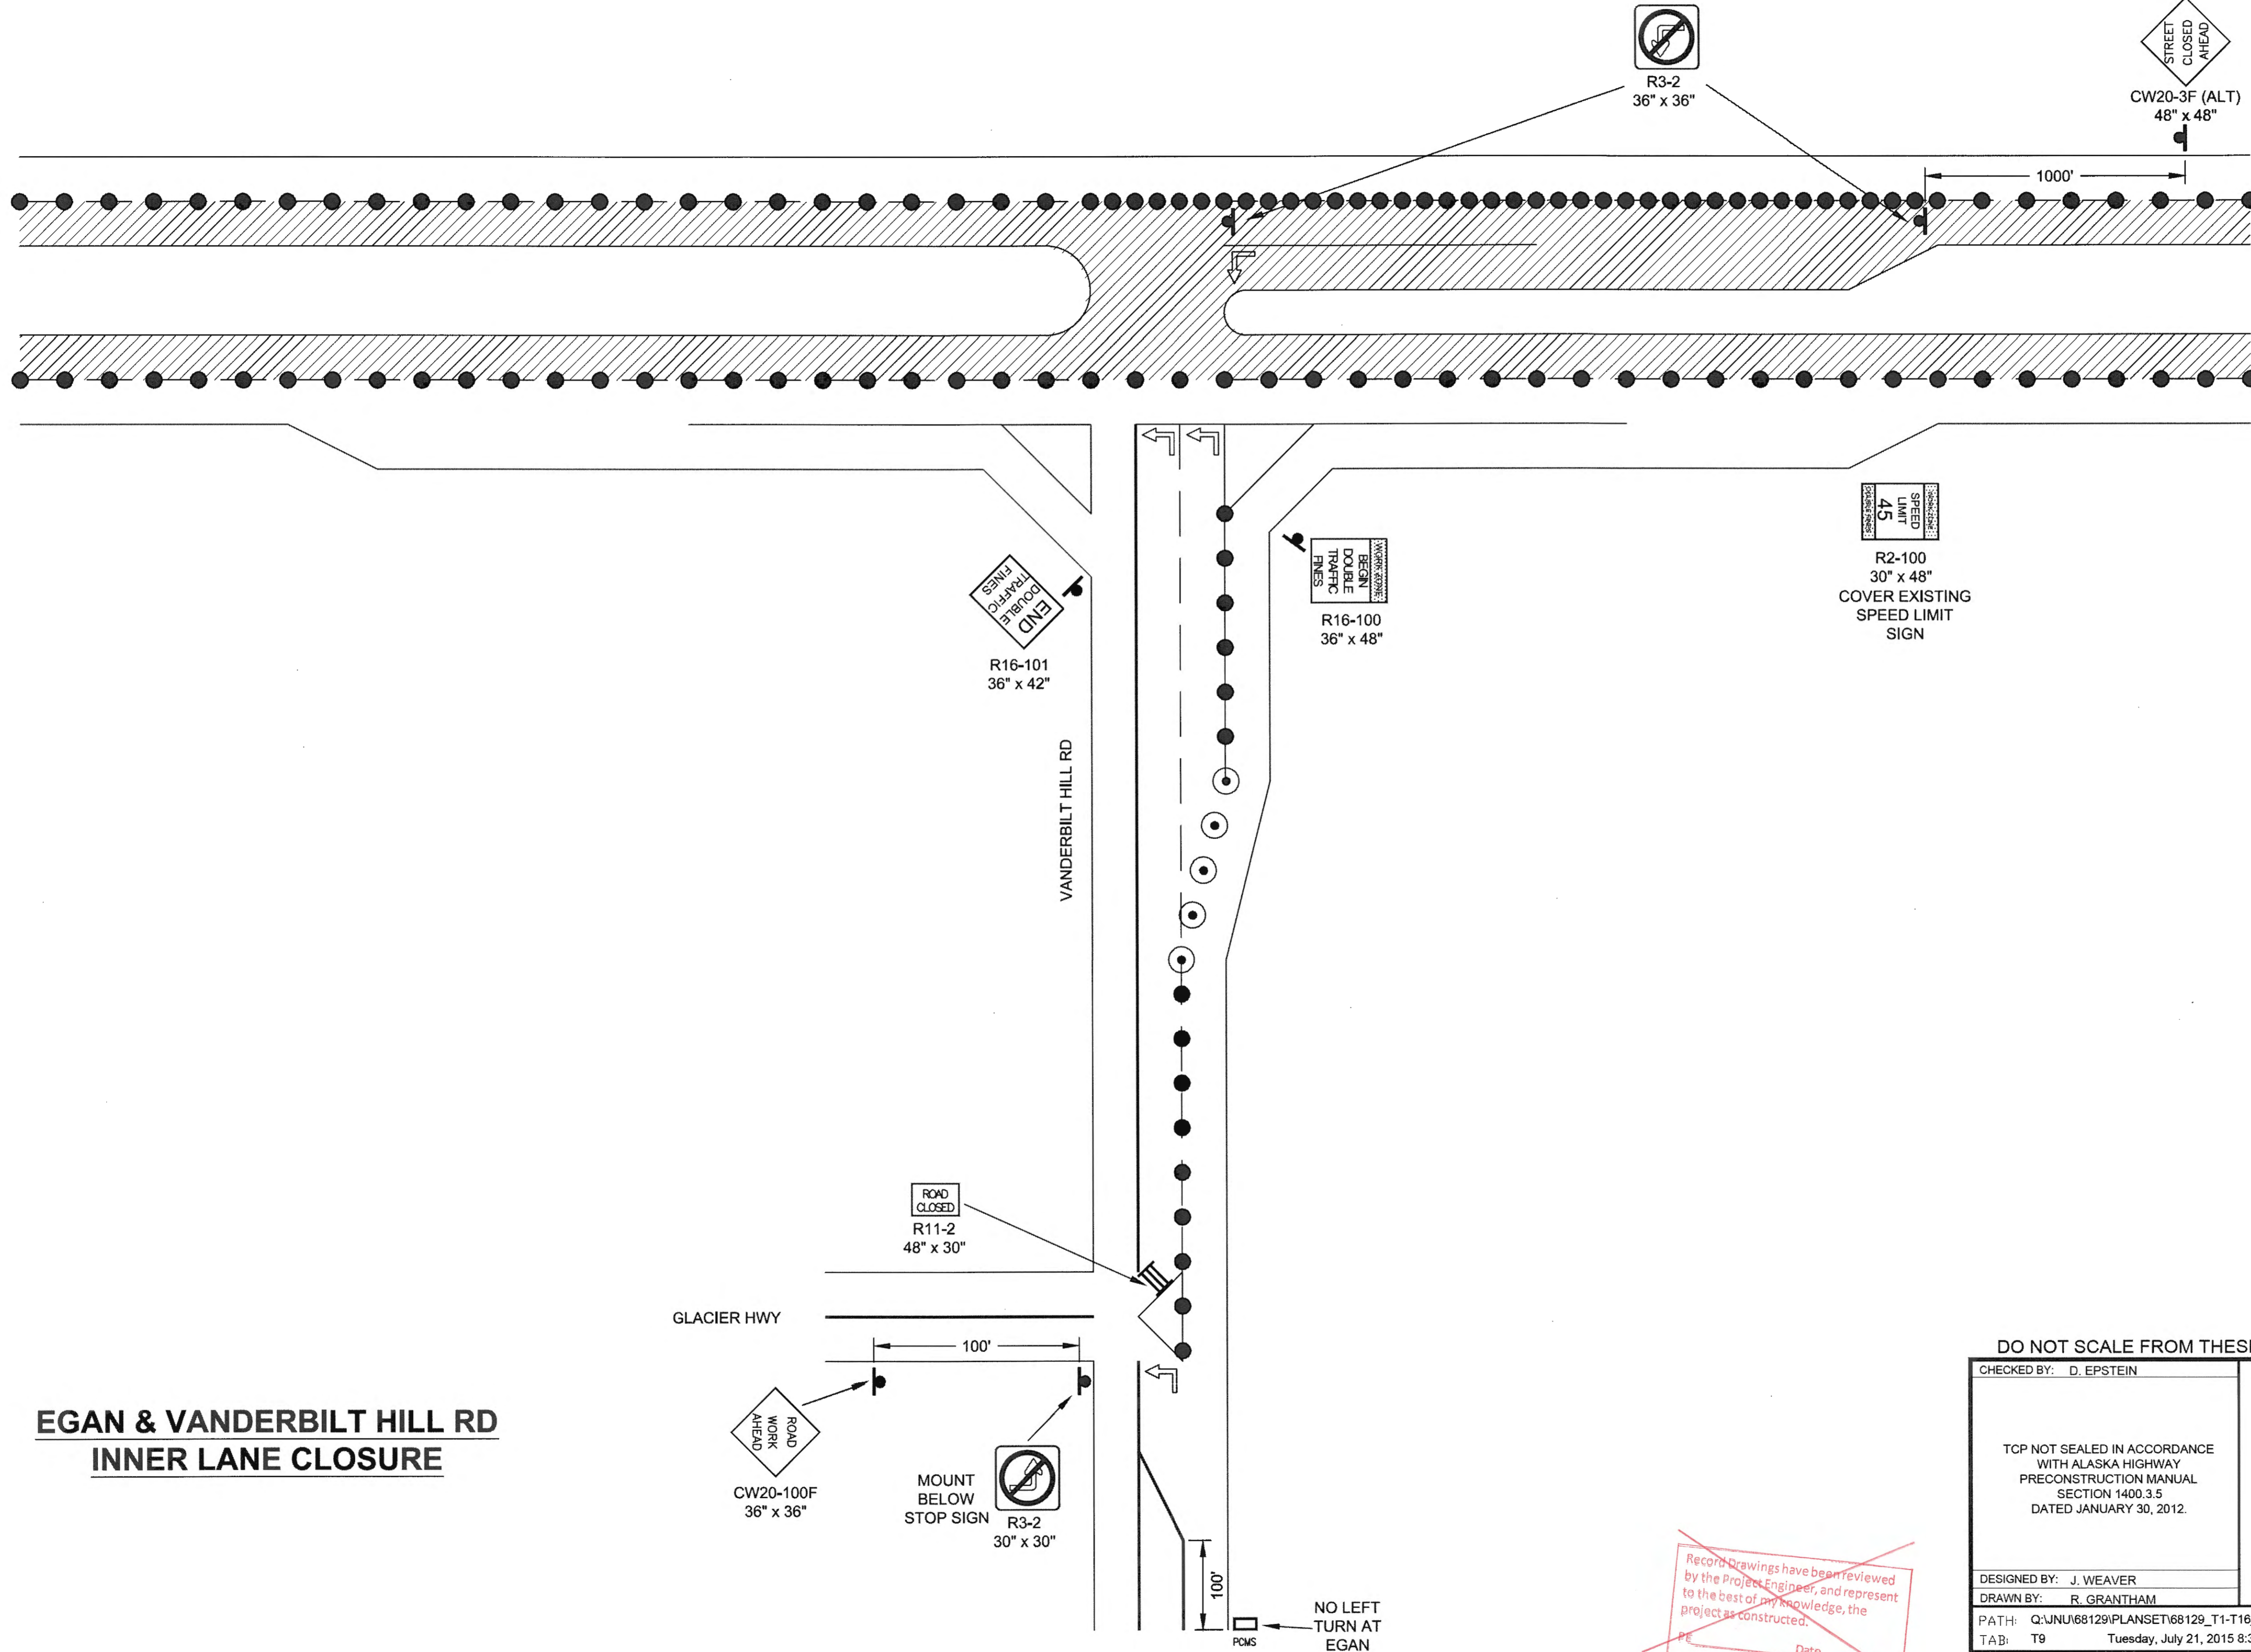 R3-2
36" x 36"
STREET
CLOSED
AHEAD
CW20-3F (ALT)
48" x 48"
1000'
END
DOUBLE
TRAFFIC
FINES
R16-101
36" x 42"
WORK ZONE
BEGIN
DOUBLE
TRAFFIC
FINES
R16-100
36" x 48"
SPEED
LIMIT
45
R2-100
30" x 48"
COVER EXISTING
SPEED LIMIT
SIGN
VANDERBILT HILL RD
ROAD
CLOSED
R11-2
48" x 30"
GLACIER HWY
100'
ROAD
WORK
AHEAD
CW20-100F
36" x 36"
MOUNT
BELOW
STOP SIGN
R3-2
30" x 30"
100'
PCMS
NO LEFT
TURN AT
EGAN
EGAN & VANDERBILT HILL RD
INNER LANE CLOSURE
Record Drawings have been reviewed
by the Project Engineer, and represent
to the best of my knowledge, the
project as constructed.
PE
Date
DO NOT SCALE FROM THES
CHECKED BY: D. EPSTEIN
TCP NOT SEALED IN ACCORDANCE
WITH ALASKA HIGHWAY
PRECONSTRUCTION MANUAL
SECTION 1400.3.5
DATED JANUARY 30, 2012.
DESIGNED BY: J. WEAVER
DRAWN BY: R. GRANTHAM
PATH: Q:\JNU\68129\PLANSET\68129_T1-T16
TAB: T9 Tuesday, July 21, 2015 8:3